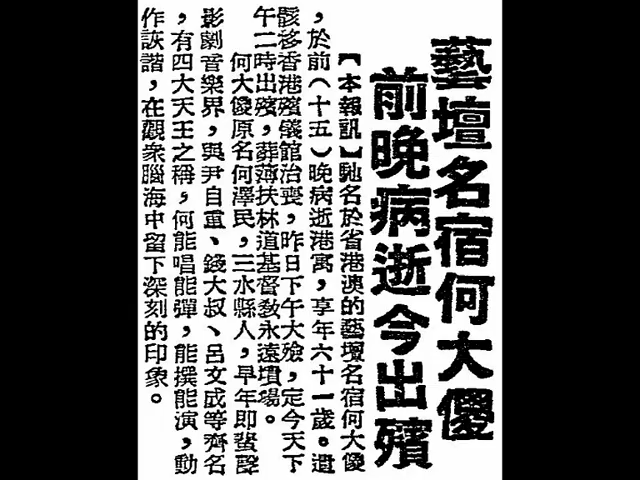 藝壇名宿何大儍
前晚病逝今出殯
【本報訊】馳名於省港澳的藝壇名宿何大儍
，於前（十五）晚病逝港寓，享年六十一歲。遺
骸移香港殯儀館治喪，昨日下午大殮，定今天下
午二時出殯，薜薄扶林道基督敎永遠墳場。
何大儍原名何澤民，三水縣人，早年即蜚聲
影劇音樂界，與尹自重、錢大叔、呂文成等齊名
，有四大天王之稱，何能唱能彈，能撰能演，動
作詼諧，在觀衆腦海中留下深刻的印象。